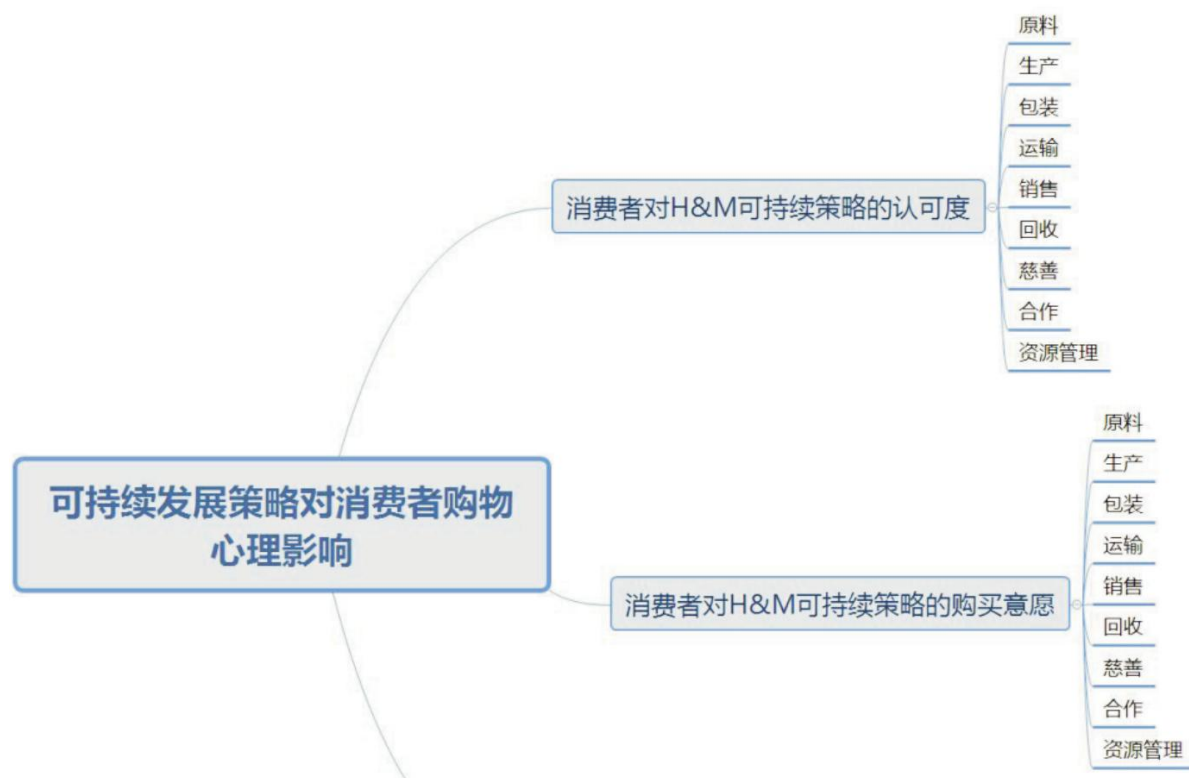 原料
生产
包装
运输
销售
消费者对H&M可持续策略的认可度
回收
慈善
合作
资源管理
可持续发展策略对消费者购物
心理影响
原料
生产
包装
运输
销售
消费者对H&M可持续策略的购买意愿
回收
慈善
合作
资源管理